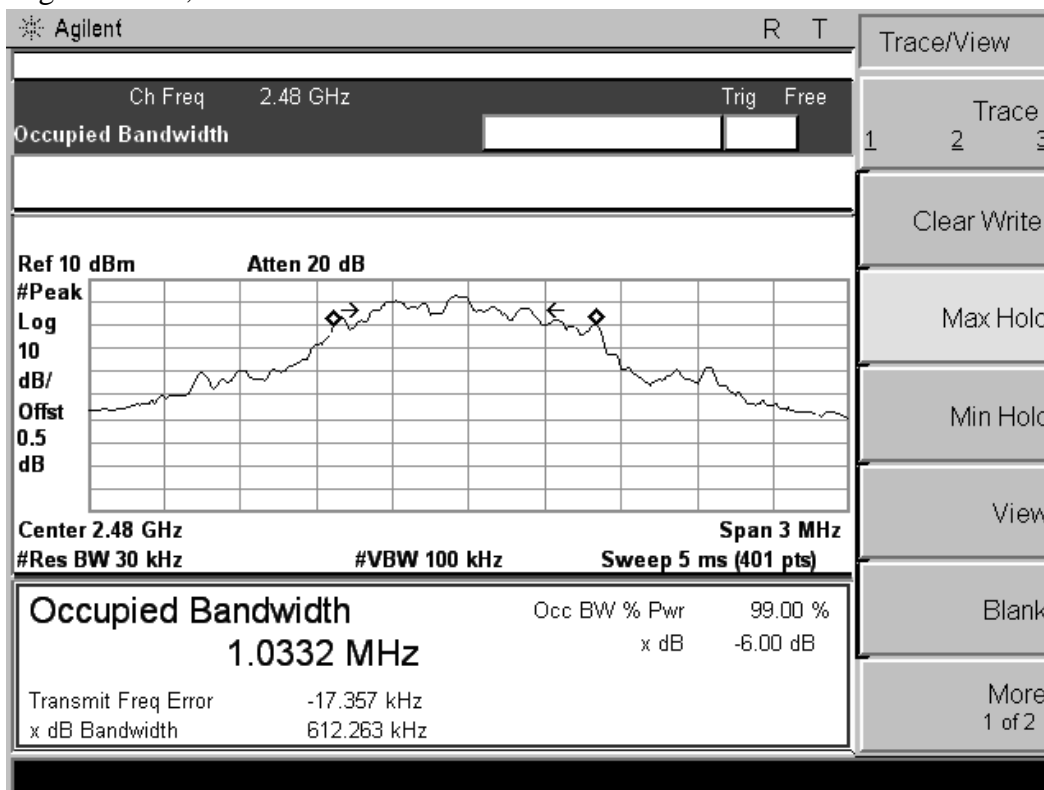 Agilent
R T
Trace/View
Ch Freq 2.48 GHz Trig Free
Occupied Bandwidth
Trace
1 2 3
Clear Write
Max Hold
Min Hold
View
Blank
More
1 of 2
Ref 10 dBm Atten 20 dB
#Peak
Log
10
dB/
Offst
0.5
dB
Center 2.48 GHz Span 3 MHz
#Res BW 30 kHz #VBW 100 kHz Sweep 5 ms (401 pts)
Occupied Bandwidth
1.0332 MHz
Occ BW % Pwr 99.00 %
x dB -6.00 dB
Transmit Freq Error -17.357 kHz
x dB Bandwidth 612.263 kHz